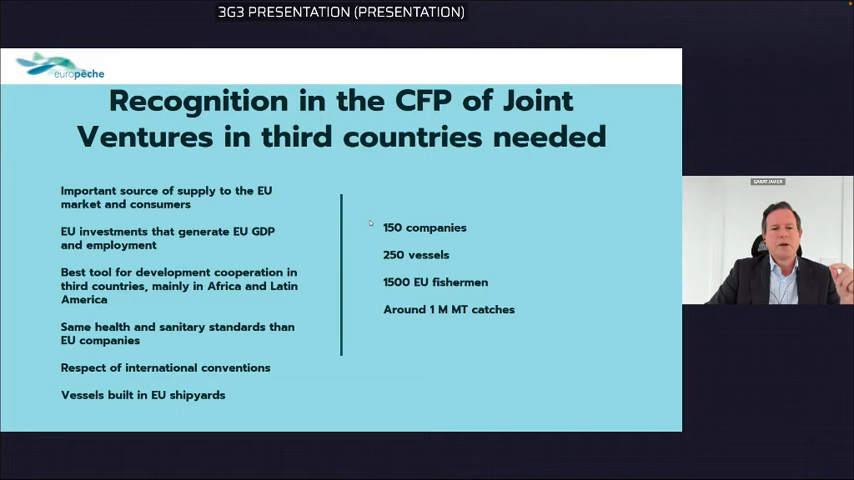 3G3 PRESENTATION (PRESENTATION)
europêche
Recognition in the CFP of Joint
Ventures in third countries needed
Important source of supply to the EU
market and consumers
EU investments that generate EU GDP
and employment
Best tool for development cooperation in
third countries, mainly in Africa and Latin
America
Same health and sanitary standards than
EU companies
Respect of international conventions
Vessels built in EU shipyards
150 companies
250 vessels
1500 EU fishermen
Around 1 M MT catches
GARAT JAVIER